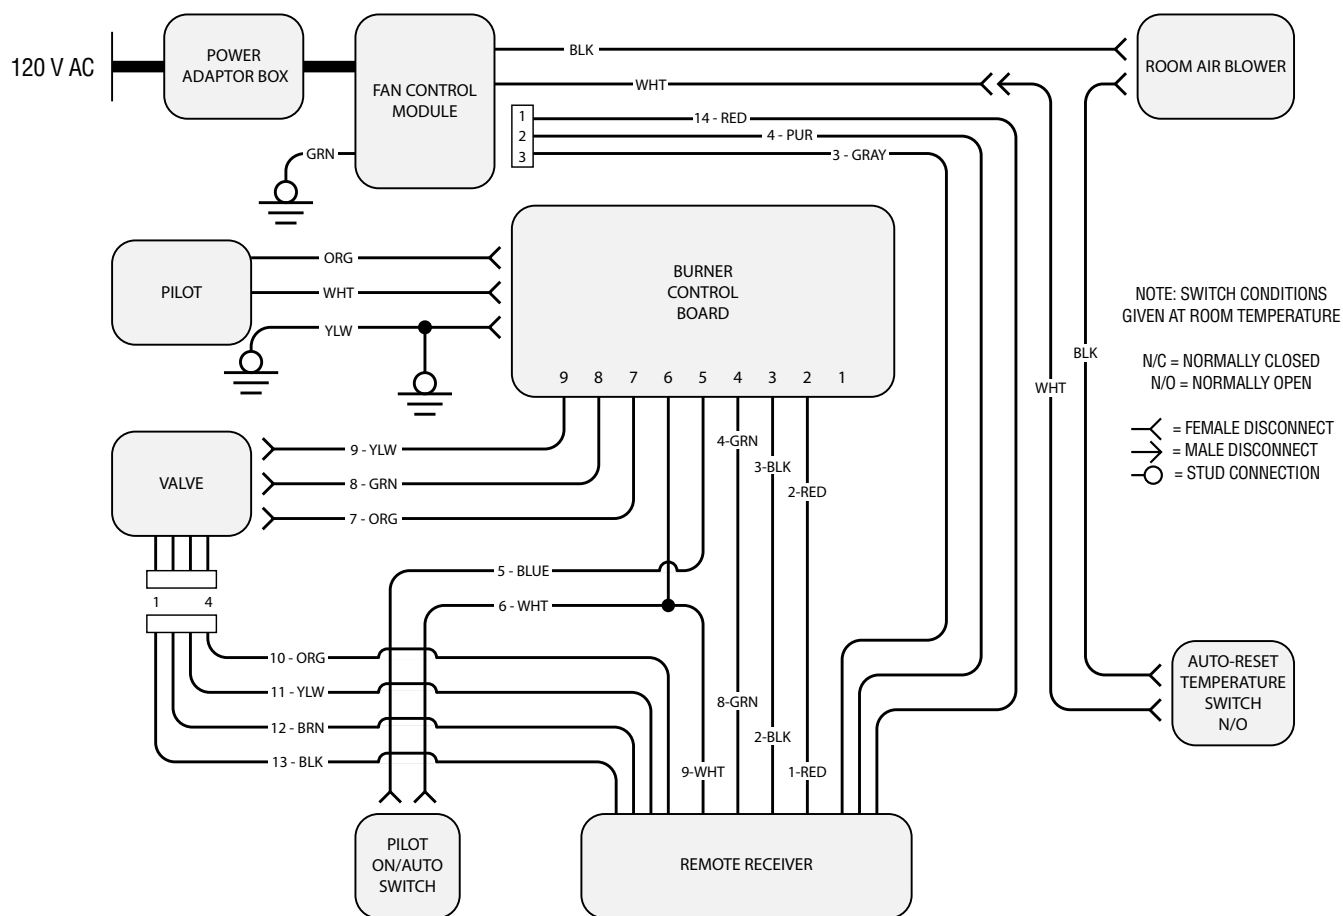 120 V AC
POWER
ADAPTOR BOX
FAN CONTROL
MODULE
BLK
WHT
ROOM AIR BLOWER
1
2
3
14 - RED
4 - PUR
3 - GRAY
GRN
PILOT
ORG
WHT
YLW
BURNER
CONTROL
BOARD
9 8 7 6 5 4 3 2 1
NOTE: SWITCH CONDITIONS
GIVEN AT ROOM TEMPERATURE
N/C = NORMALLY CLOSED
N/O = NORMALLY OPEN
= FEMALE DISCONNECT
= MALE DISCONNECT
= STUD CONNECTION
BLK
WHT
VALVE
9 - YLW
8 - GRN
7 - ORG
4-GRN
3-BLK
2-RED
5 - BLUE
6 - WHT
1 4
10 - ORG
11 - YLW
12 - BRN
13 - BLK
8-GRN
2-BLK
9-WHT
1-RED
AUTO-RESET
TEMPERATURE
SWITCH
N/O
PILOT
ON/AUTO
SWITCH
REMOTE RECEIVER